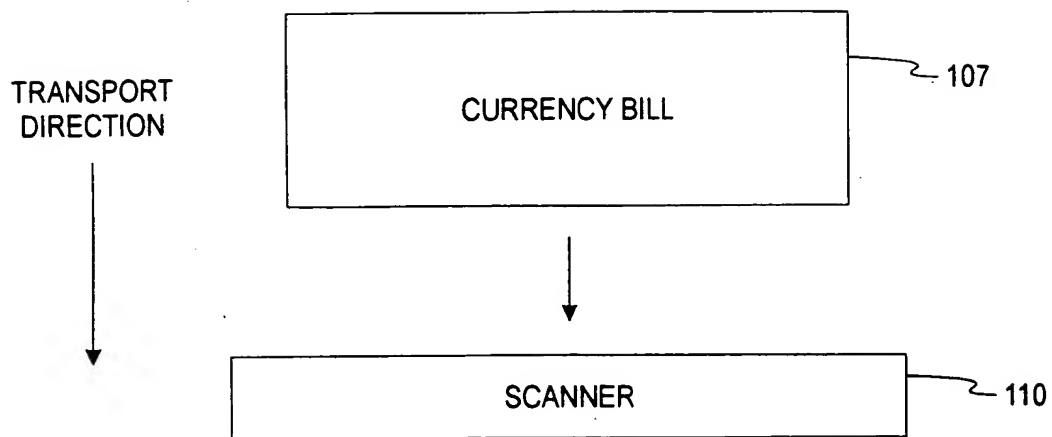 TRANSPORT
DIRECTION
CURRENCY BILL
107
SCANNER
110